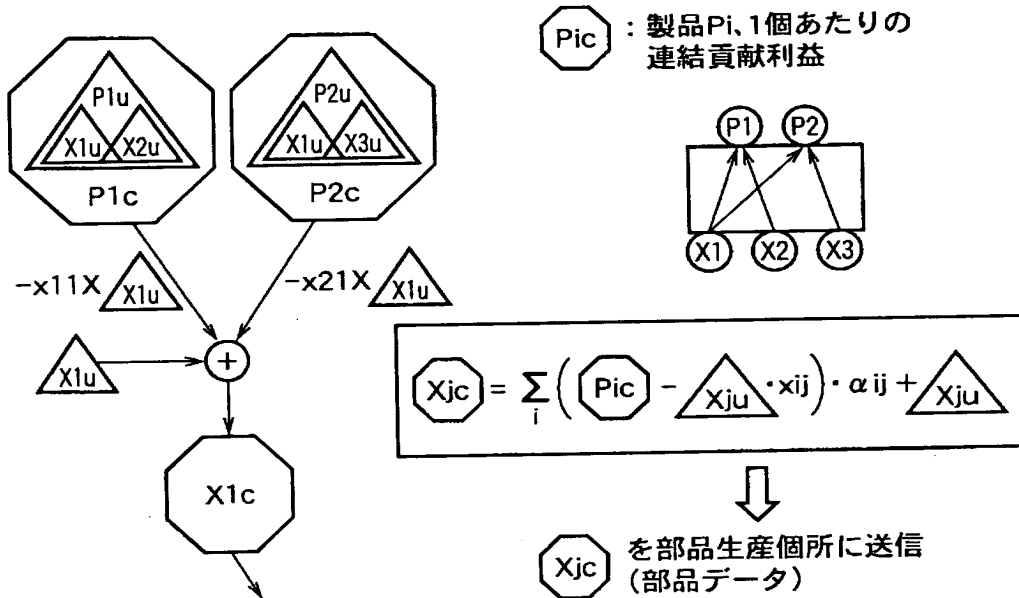 P1u
X1u X2u
P1c
P2u
X1u X3u
P2c
-x11X X1u
-x21X X1u
X1u
+
X1c
Pic : 製品Pi、1個あたりの
連結貢献利益
P1 P2
X1 X2 X3
Xjc = Σ i ( Pic - Xju ・xij ) ・ αij + Xju
Xjc を部品生産個所に送信
(部品データ)